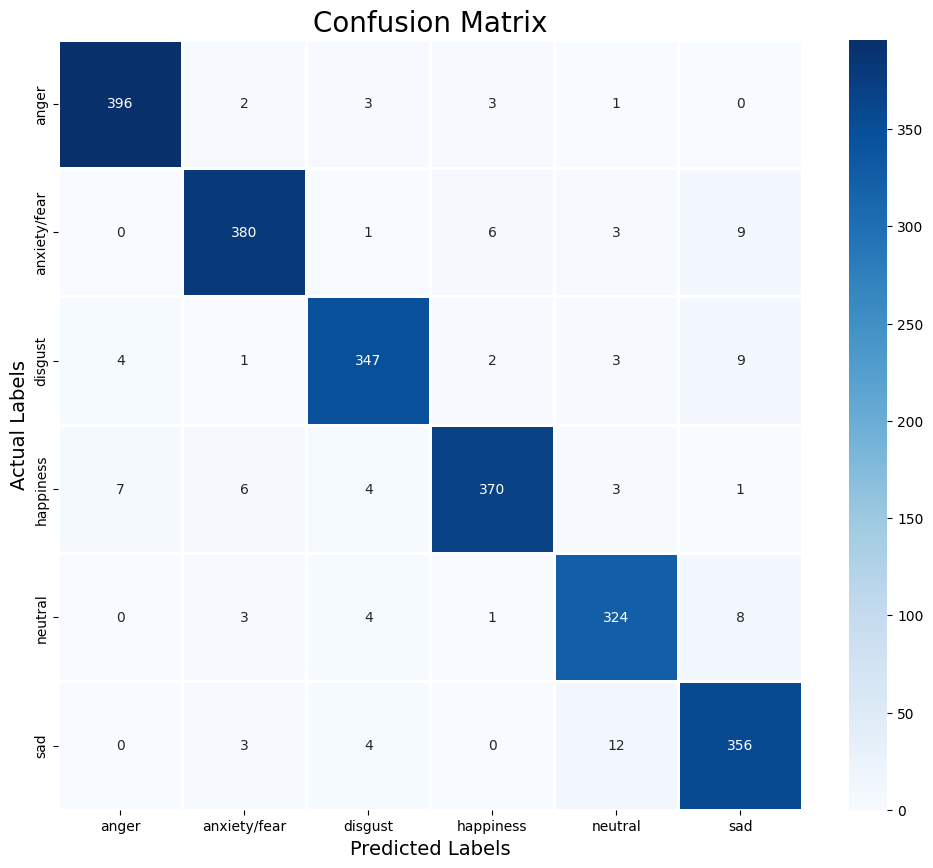 Confusion Matrix
Actual Labels
anger 396 2 3 3 1 0
anxiety/fear 0 380 1 6 3 9
disgust 4 1 347 2 3 9
happiness 7 6 4 370 3 1
neutral 0 3 4 1 324 8
sad 0 3 4 0 12 356
anger anxiety/fear disgust happiness neutral sad
Predicted Labels
350
300
250
200
150
100
50
0